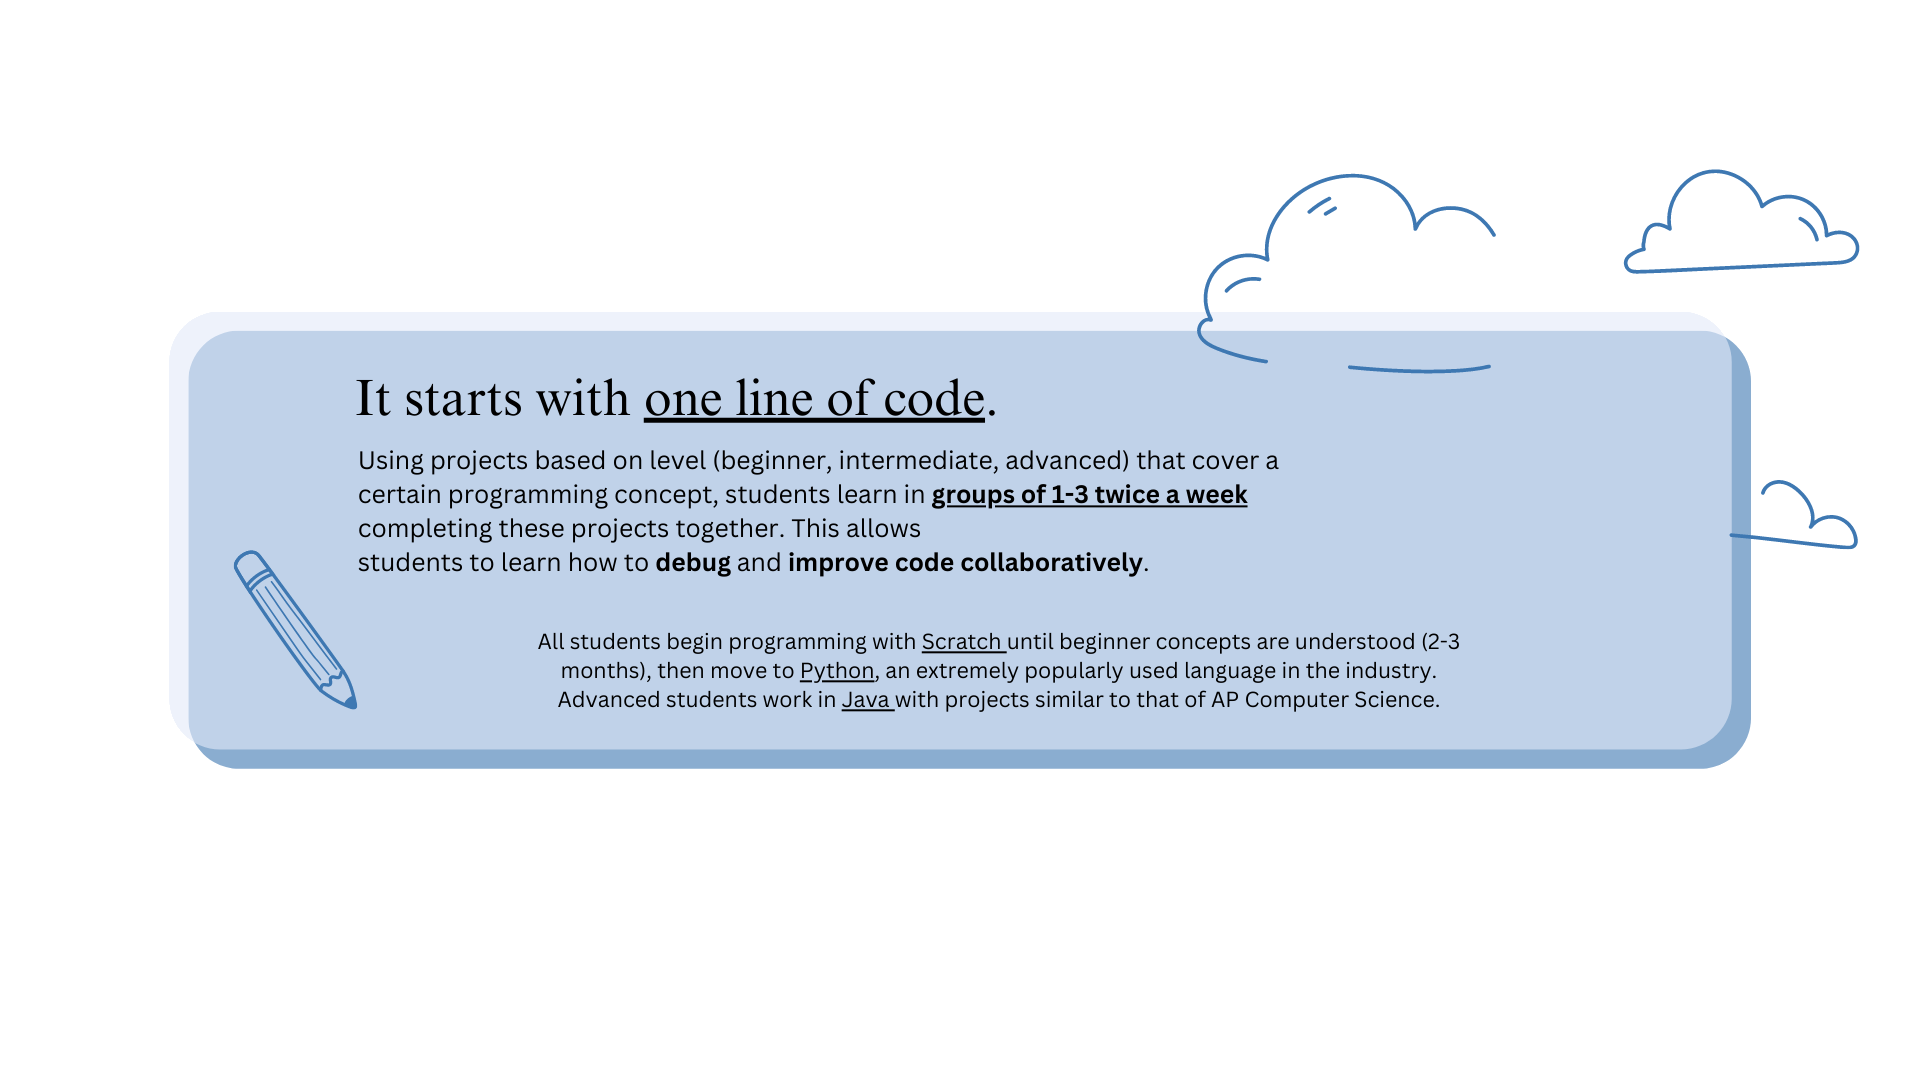 It starts with one line of code.
Using projects based on level (beginner, intermediate, advanced) that cover a
certain programming concept, students learn in groups of 1-3 twice a week
completing these projects together. This allows
students to learn how to debug and improve code collaboratively.
All students begin programming with Scratch until beginner concepts are understood (2-3
months), then move to Python, an extremely popularly used language in the industry.
Advanced students work in Java with projects similar to that of AP Computer Science.